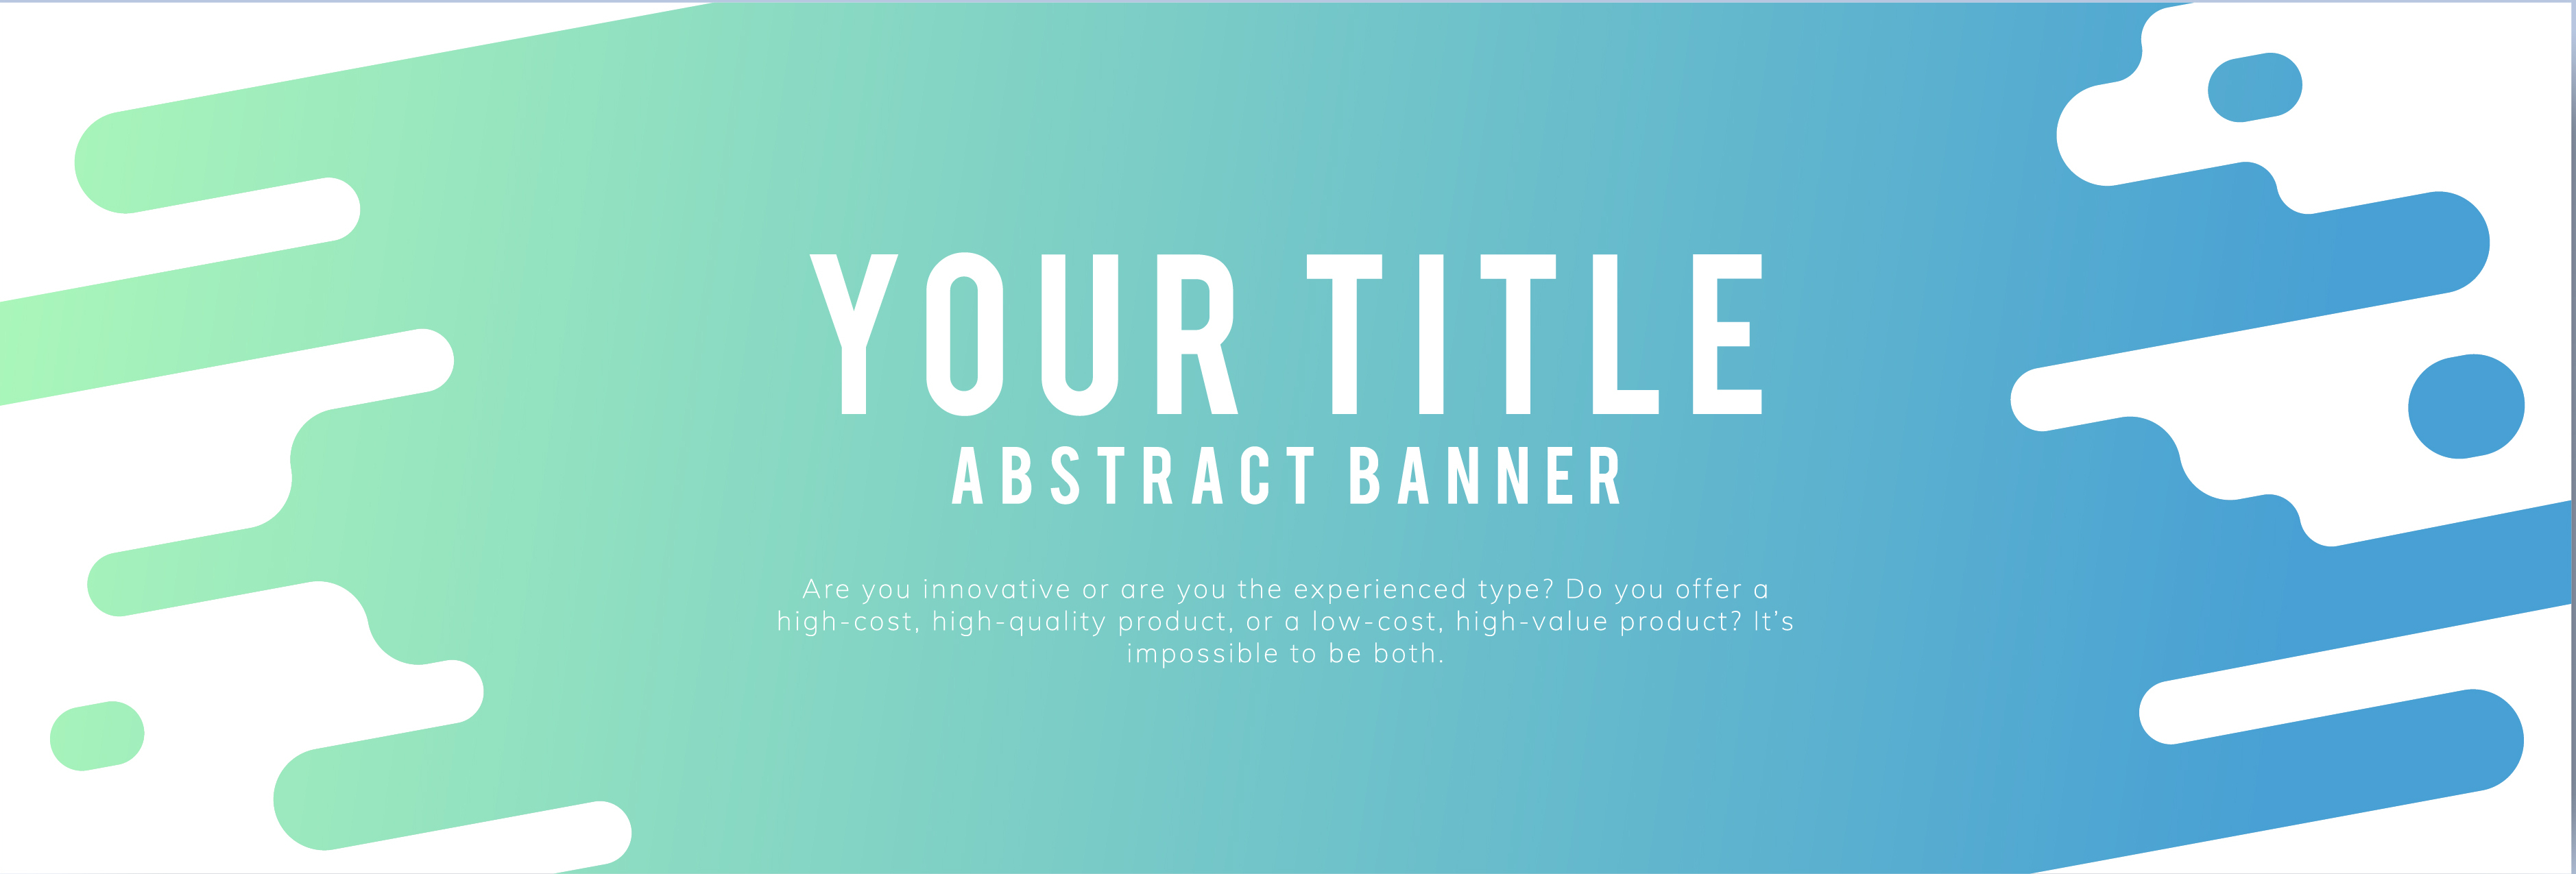 YOUR TITLE
ABSTRACT BANNER
Are you innovative or are you the experienced type? Do you offer a
high-cost, high-quality product, or a low-cost, high-value product? It’s
impossible to be both.